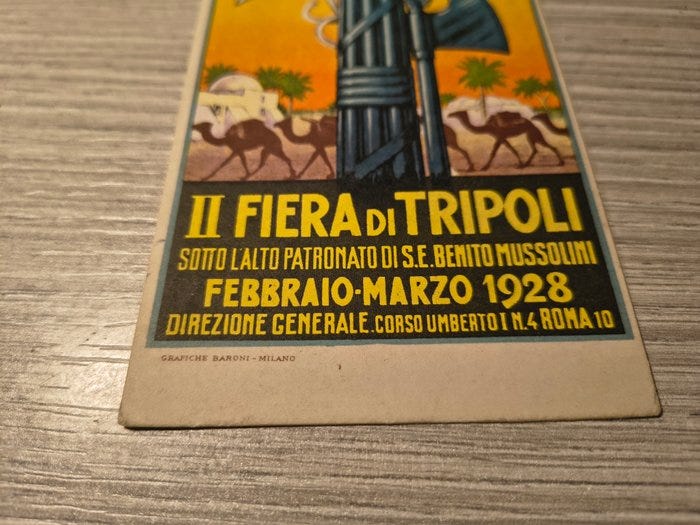 II FIERA DI TRIPOLI
SOTTO LALTO PATRONATO DI S.E. BENITO MUSSOLINI
FEBBRAIO-MARZO 1928
DIREZIONE GENERALE. CORSO UMBERTO I N.4 ROMA 10
GRAFICHE BARONI - MILANO